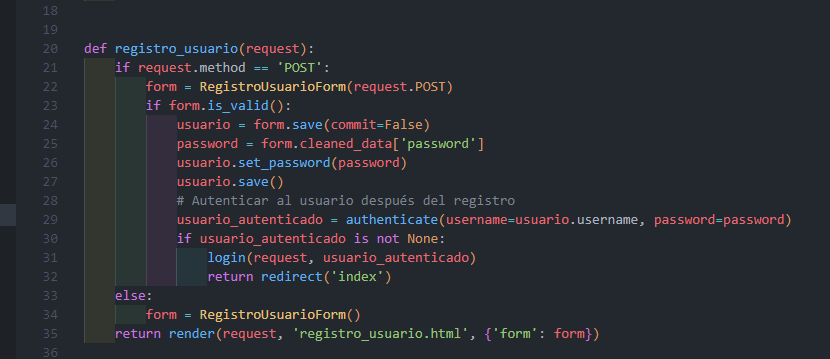 18
19
20 def registro_usuario(request):
21     if request.method == 'POST':
22         form = RegistroUsuarioForm(request.POST)
23         if form.is_valid():
24             usuario = form.save(commit=False)
25             password = form.cleaned_data['password']
26             usuario.set_password(password)
27             usuario.save()
28             # Autenticar al usuario después del registro
29             usuario_autenticado = authenticate(username=usuario.username, password=password)
30             if usuario_autenticado is not None:
31                 login(request, usuario_autenticado)
32                 return redirect('index')
33     else:
34         form = RegistroUsuarioForm()
35     return render(request, 'registro_usuario.html', {'form': form})
36